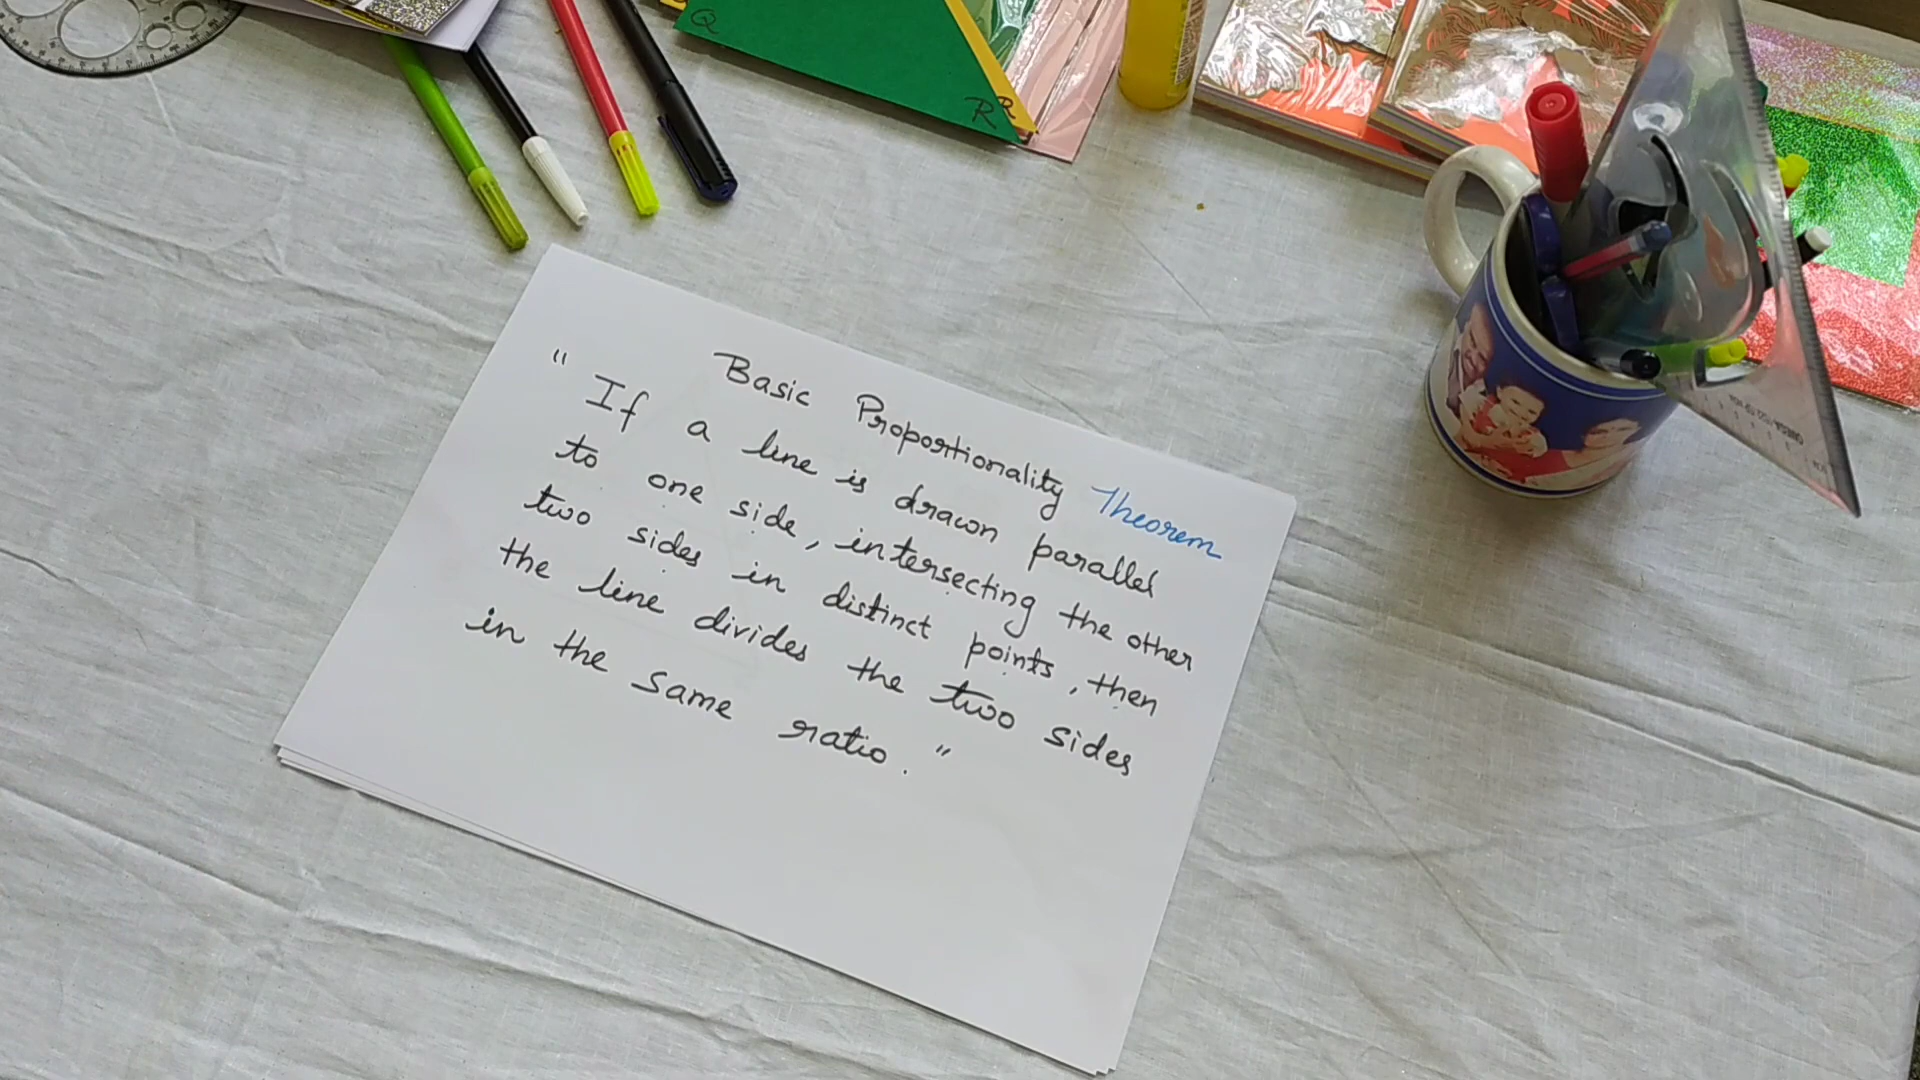 Basic Proportionality Theorem
" If a line is drawn parallel
to one side, intersecting the other
two sides in distinct points, then
the line divides the two sides
in the same ratio. "
Q
R
R